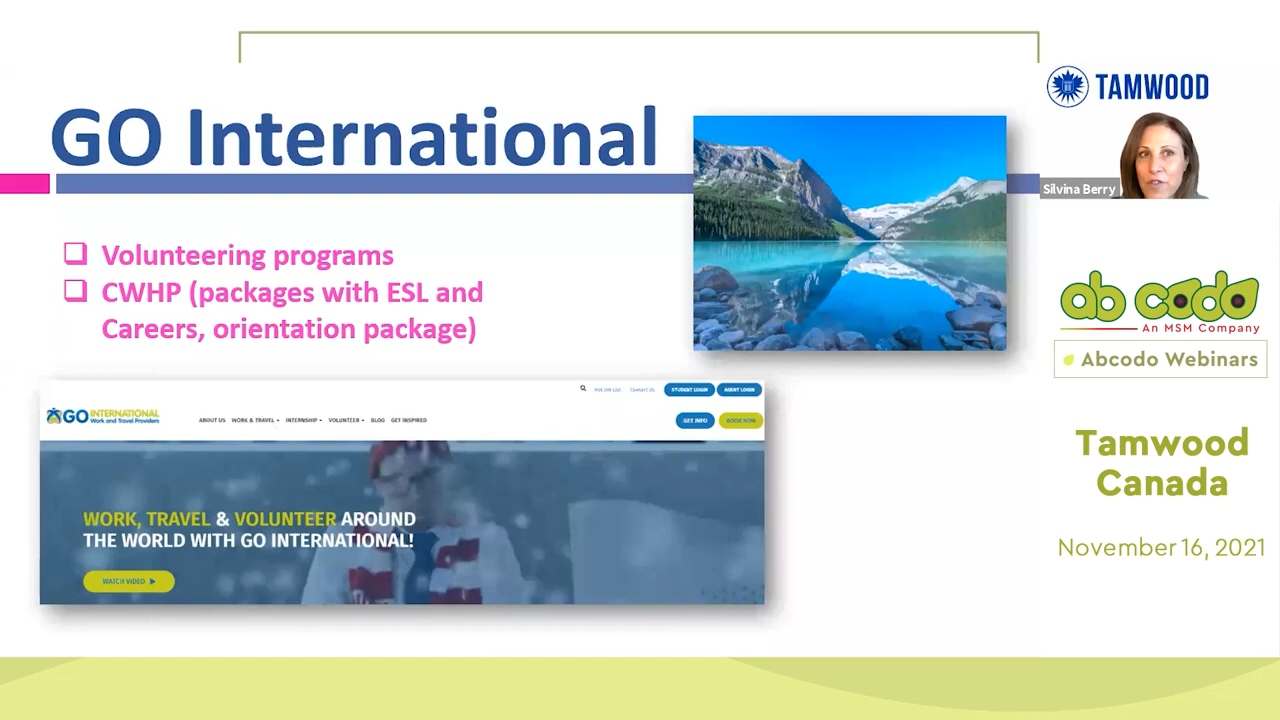 GO International
TAMWOOD
Silvina Berry
❑ Volunteering programs
❑ CWHP (packages with ESL and
Careers, orientation package)
ab codo
An MSM Company
Abcodo Webinars
Tamwood
Canada
November 16, 2021
Contact Us
STUDENT LOGIN
AGENT LOGIN
GO INTERNATIONAL
Work and Travel Providers
ABOUT US WORK & TRAVEL INTERNSHIP VOLUNTEER BLOG GET INSPIRED
GET INFO
BOOK NOW
WORK, TRAVEL & VOLUNTEER AROUND
THE WORLD WITH GO INTERNATIONAL!
WATCH VIDEO